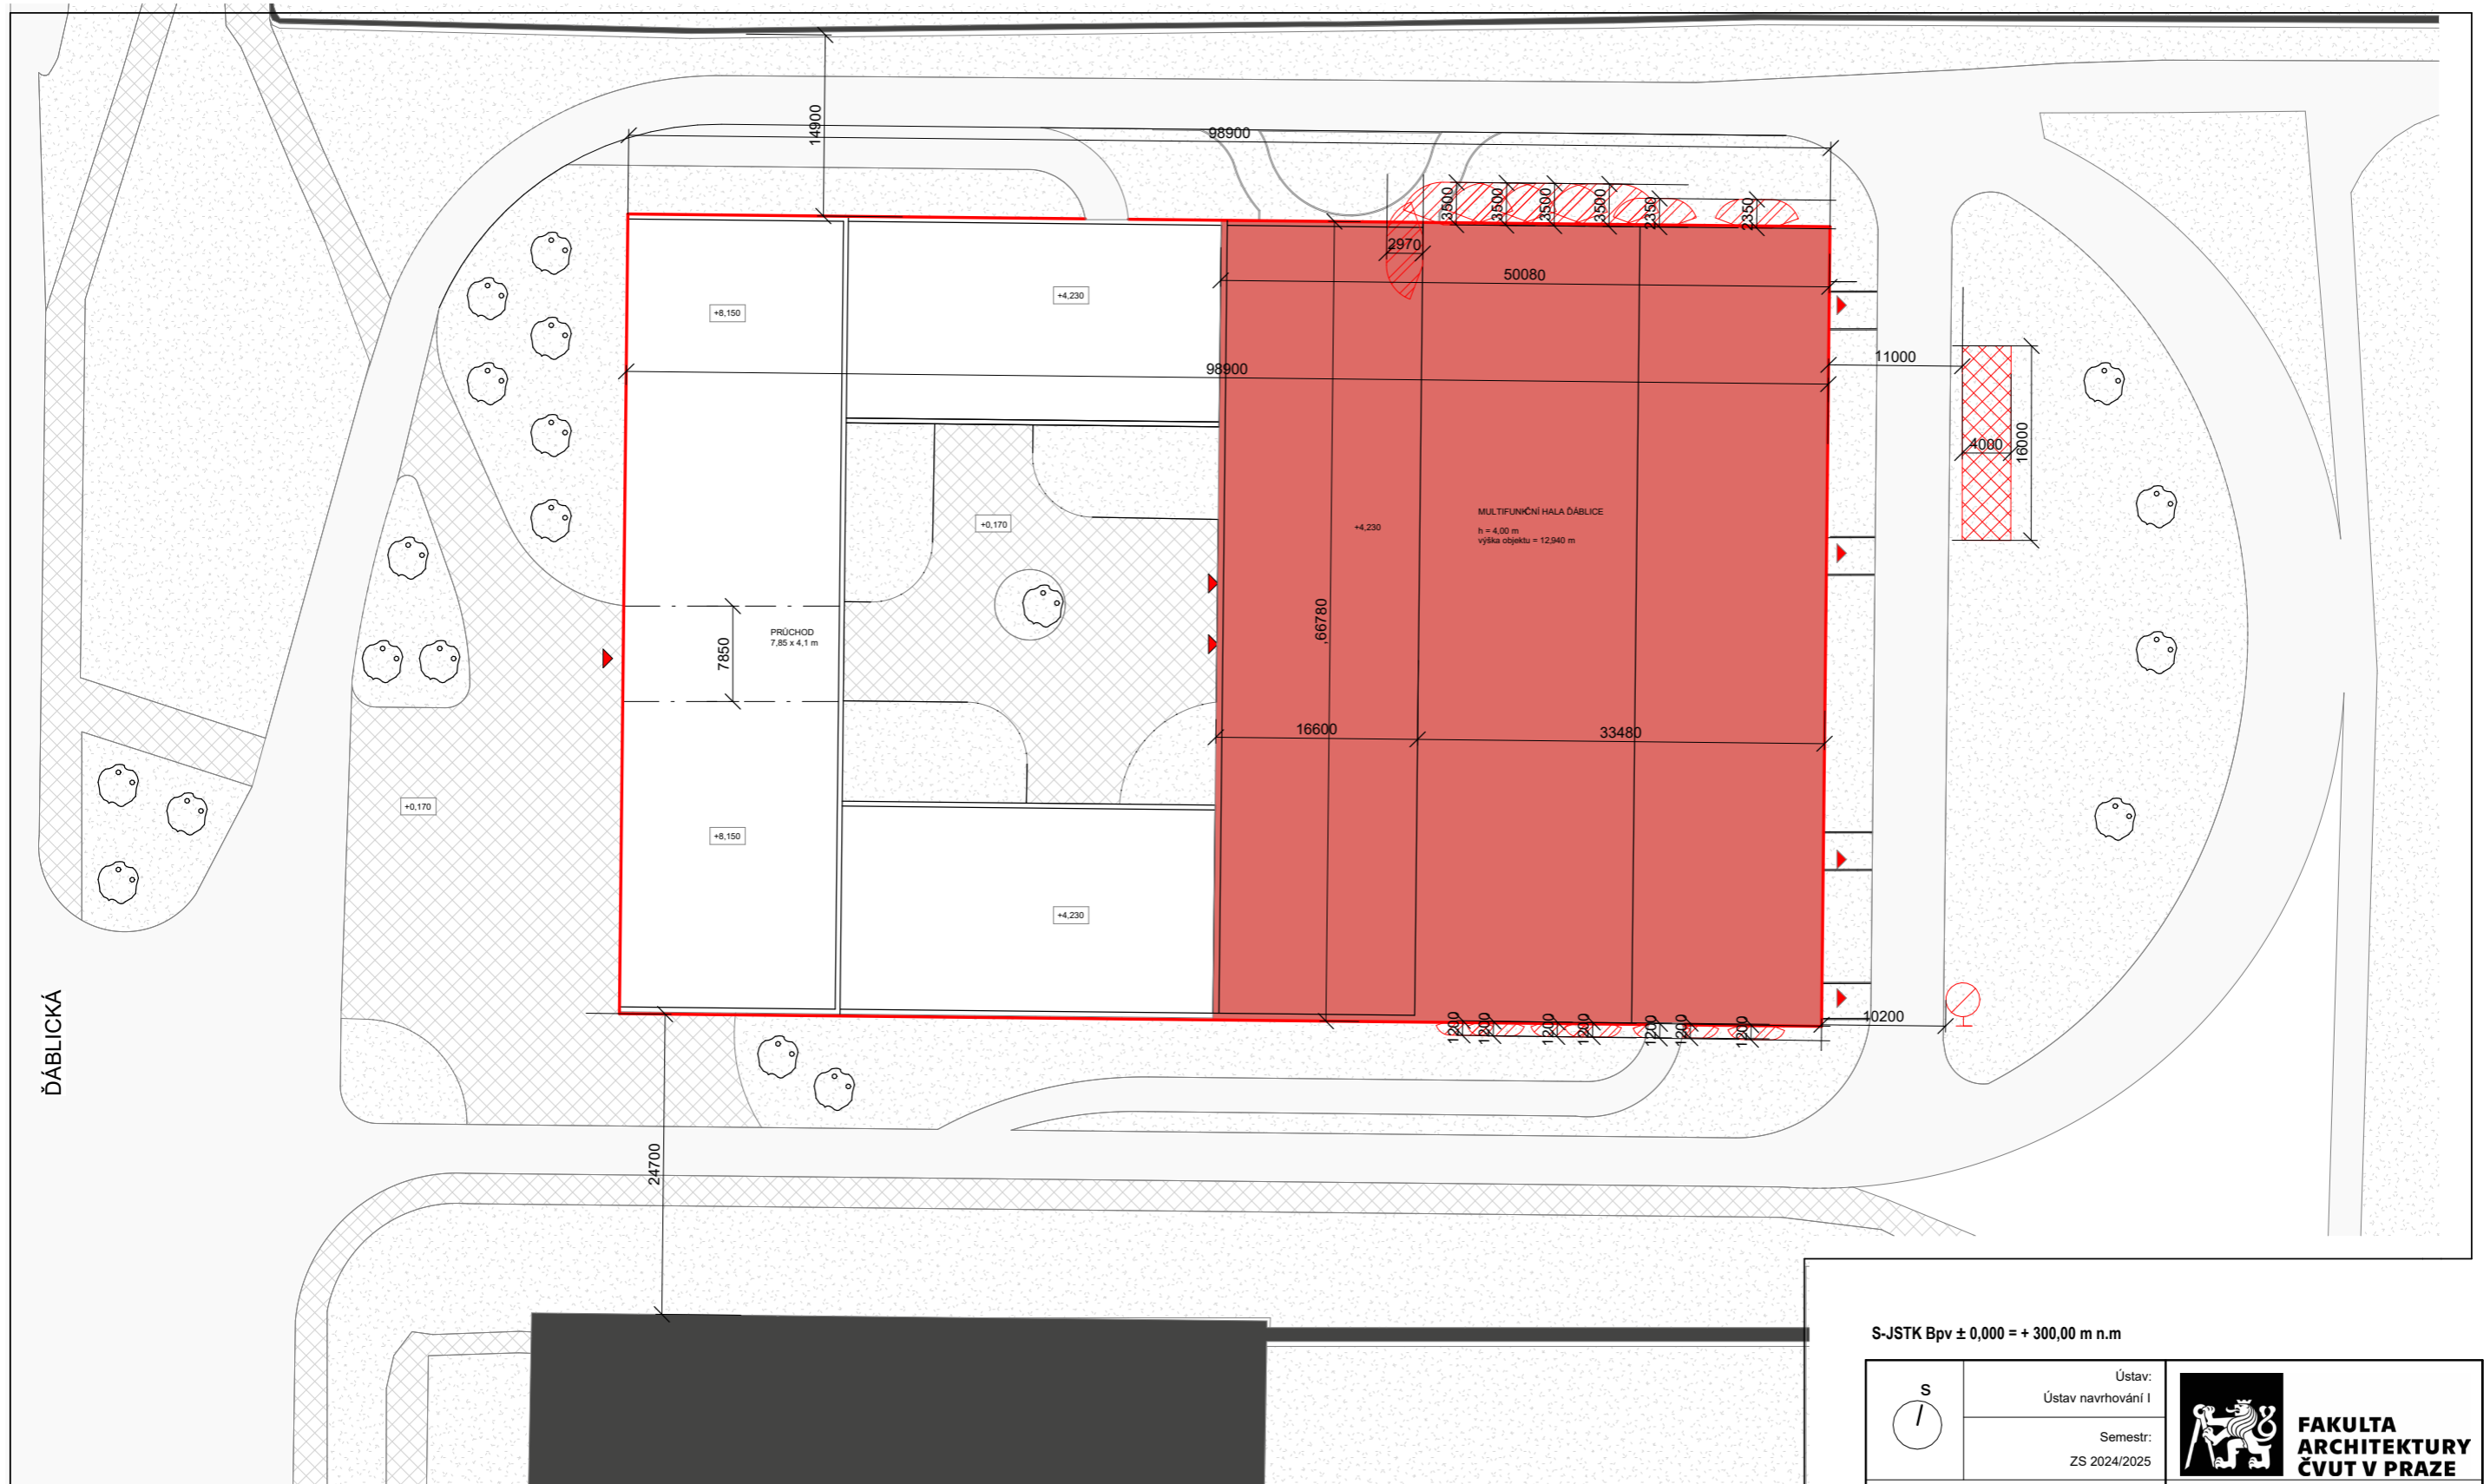 14900
98900
3500
3500
3500
3500
2350
2350
2970
50080
+8,150
+4,230
98900
11000
4000
16000
MULTIFUNKČNÍ HALA ĎÁBLICE
h = 4,00 m
výška objektu = 12,940 m
+0,170
+4,230
PRŮCHOD
7,85 x 4,1 m
7850
,66780
16600
33480
+0,170
+8,150
+4,230
ĎÁBLICKÁ
10200
1200
1200
1200
1200
1200
1200
1200
24700
S-JSTK Bpv ± 0,000 = + 300,00 m n.m
S
Ústav:
Ústav navrhování I
Semestr:
ZS 2024/2025
FAKULTA
ARCHITEKTURY
ČVUT V PRAZE